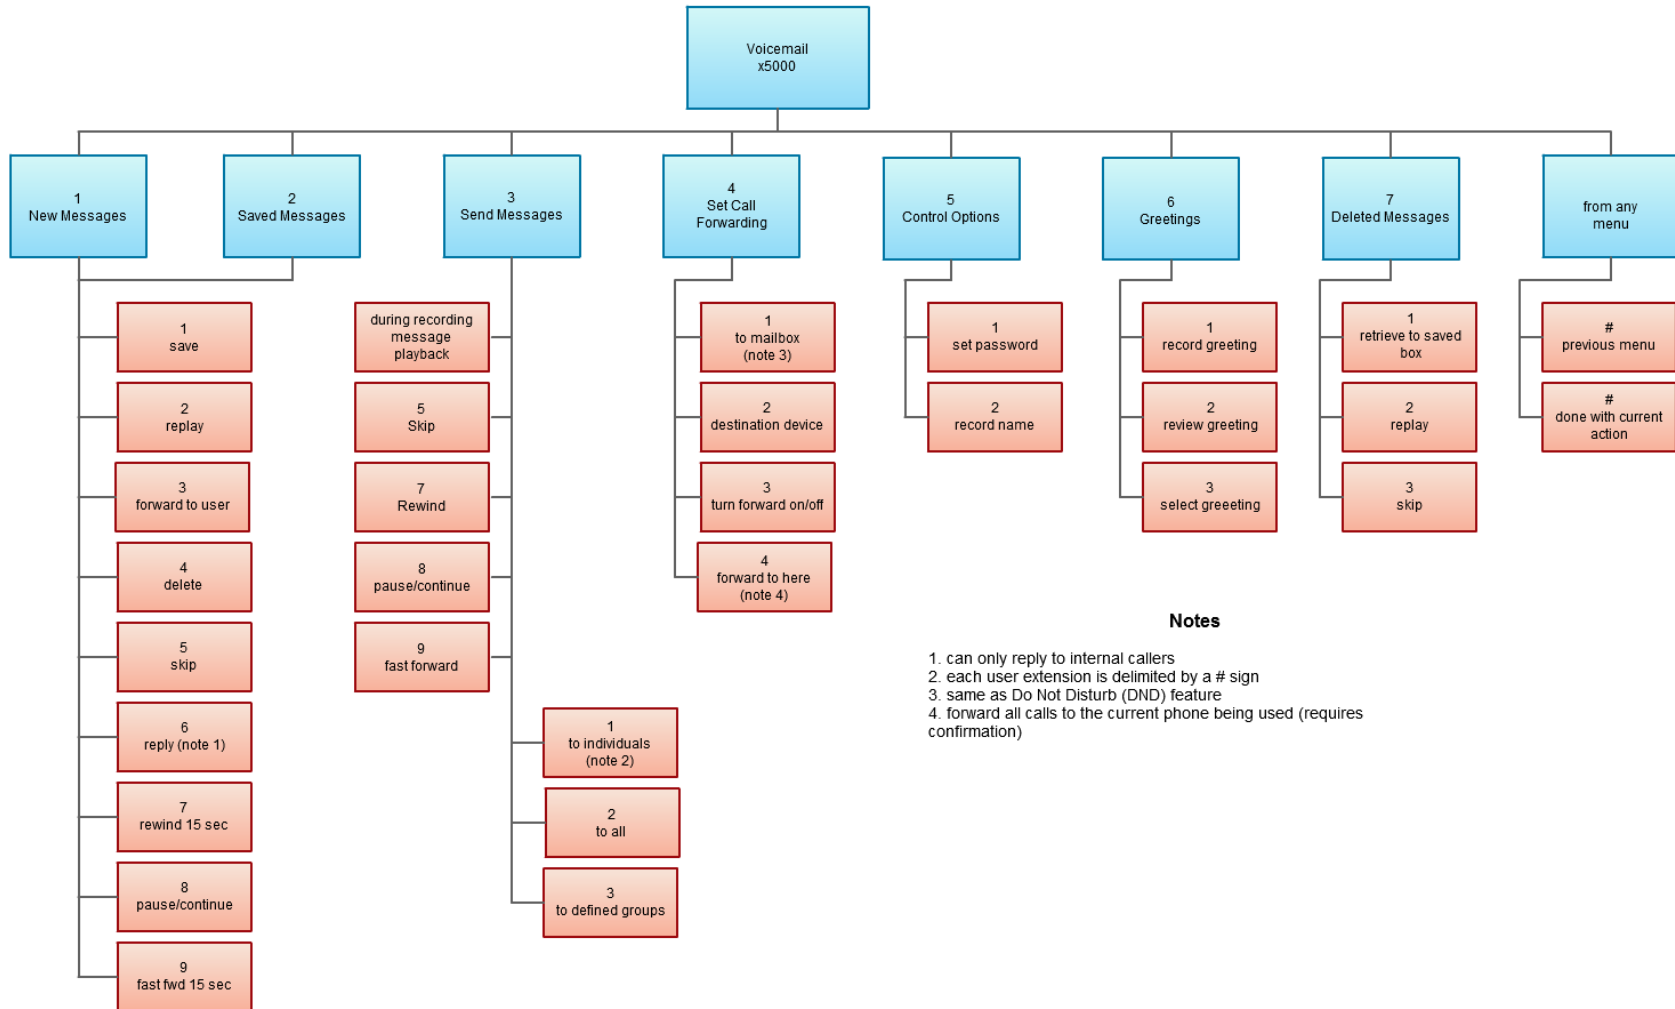 Voicemail
x5000
1
New Messages
2
Saved Messages
3
Send Messages
4
Set Call
Forwarding
5
Control Options
6
Greetings
7
Deleted Messages
from any
menu
1
save
2
replay
3
forward to user
4
delete
5
skip
6
reply (note 1)
7
rewind 15 sec
8
pause/continue
9
fast fwd 15 sec
during recording
message
playback
5
Skip
7
Rewind
8
pause/continue
9
fast forward
1
to individuals
(note 2)
2
to all
3
to defined groups
1
to mailbox
(note 3)
2
destination device
3
turn forward on/off
4
forward to here
(note 4)
1
set password
2
record name
1
record greeting
2
review greeting
3
select greeeting
1
retrieve to saved
box
2
replay
3
skip
#
previous menu
#
done with current
action
Notes
1. can only reply to internal callers
2. each user extension is delimited by a # sign
3. same as Do Not Disturb (DND) feature
4. forward all calls to the current phone being used (requires
confirmation)